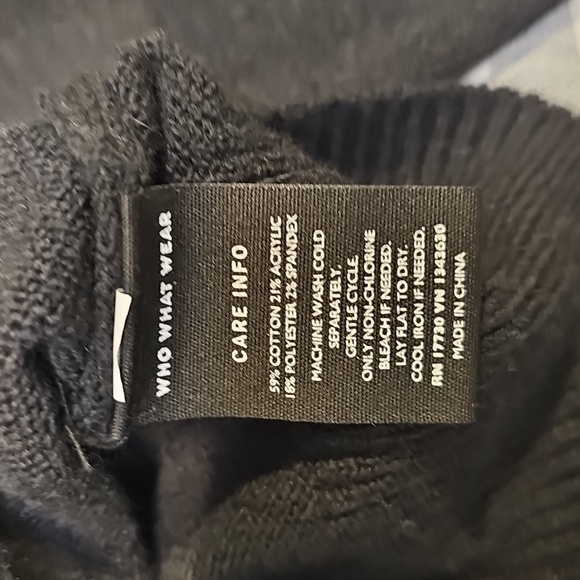 WHO WHAT WEAR
CARE INFO
59% COTTON 21% ACRYLIC
18% POLYESTER 2% SPANDEX
MACHINE WASH COLD
SEPARATELY.
GENTLE CYCLE.
ONLY NON-CHLORINE
BLEACH IF NEEDED.
LAY FLAT TO DRY.
COOL IRON IF NEEDED.
RN 17730 VN 1243630
MADE IN CHINA